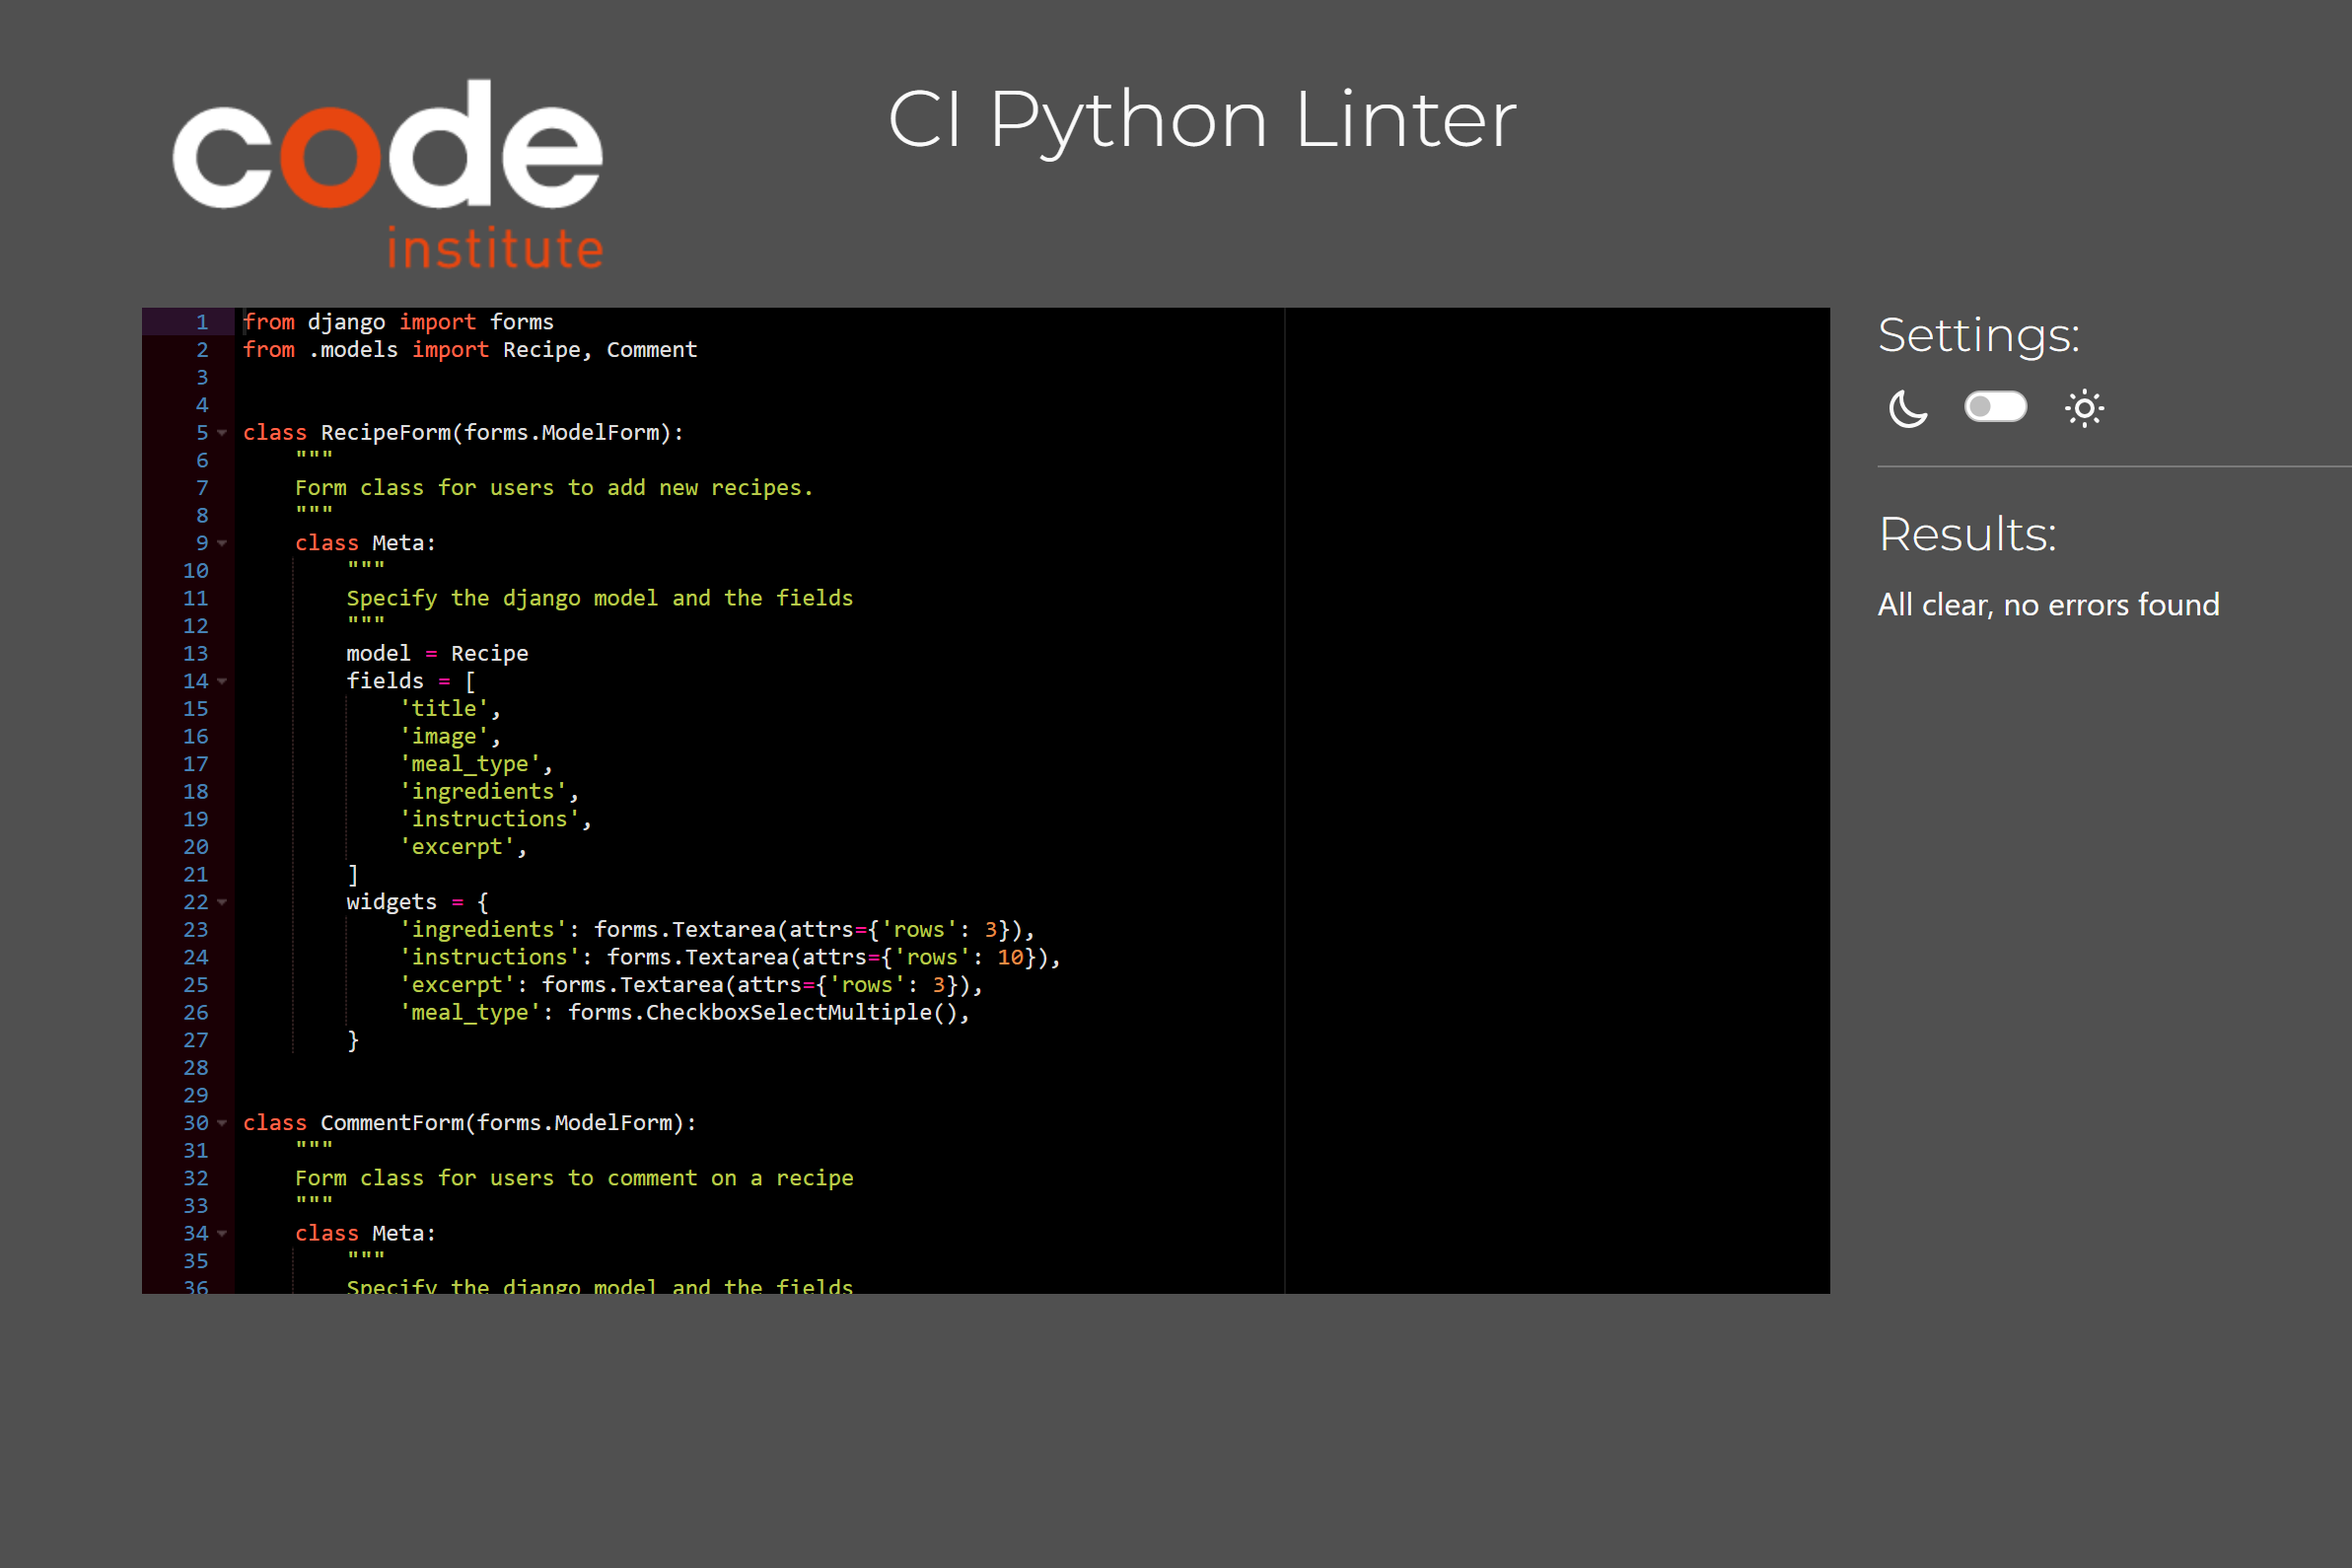 code
institute
CI Python Linter
1 from django import forms
2 from .models import Recipe, Comment
3
4
5 class RecipeForm(forms.ModelForm):
6     """
7     Form class for users to add new recipes.
8     """
9     class Meta:
10         """
11         Specify the django model and the fields
12         """
13         model = Recipe
14         fields = [
15             'title',
16             'image',
17             'meal_type',
18             'ingredients',
19             'instructions',
20             'excerpt',
21         ]
22         widgets = {
23             'ingredients': forms.Textarea(attrs={'rows': 3}),
24             'instructions': forms.Textarea(attrs={'rows': 10}),
25             'excerpt': forms.Textarea(attrs={'rows': 3}),
26             'meal_type': forms.CheckboxSelectMultiple(),
27         }
28
29
30 class CommentForm(forms.ModelForm):
31     """
32     Form class for users to comment on a recipe
33     """
34     class Meta:
35         """
36         Specify the django model and the fields
Settings:
Results:
All clear, no errors found